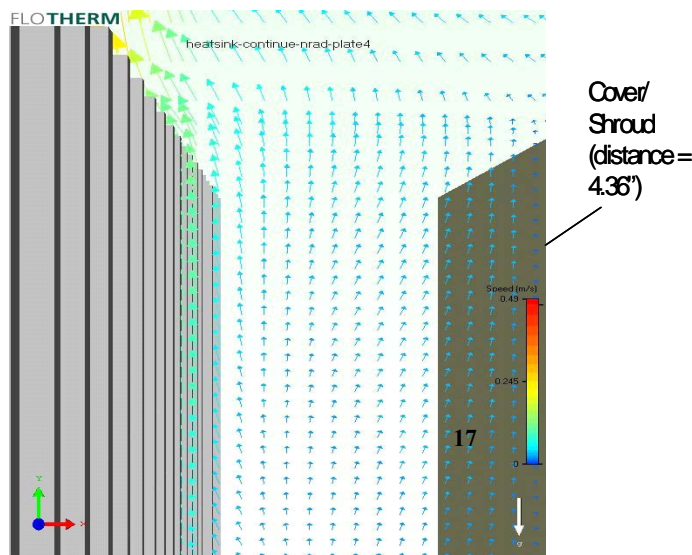 FLOTHERM
heatsink-continue-nrad-plate4
Cover/
Shroud
(distance =
4.36")
Speed (m/s)
0.49
0.245
0
17
Y
X
g